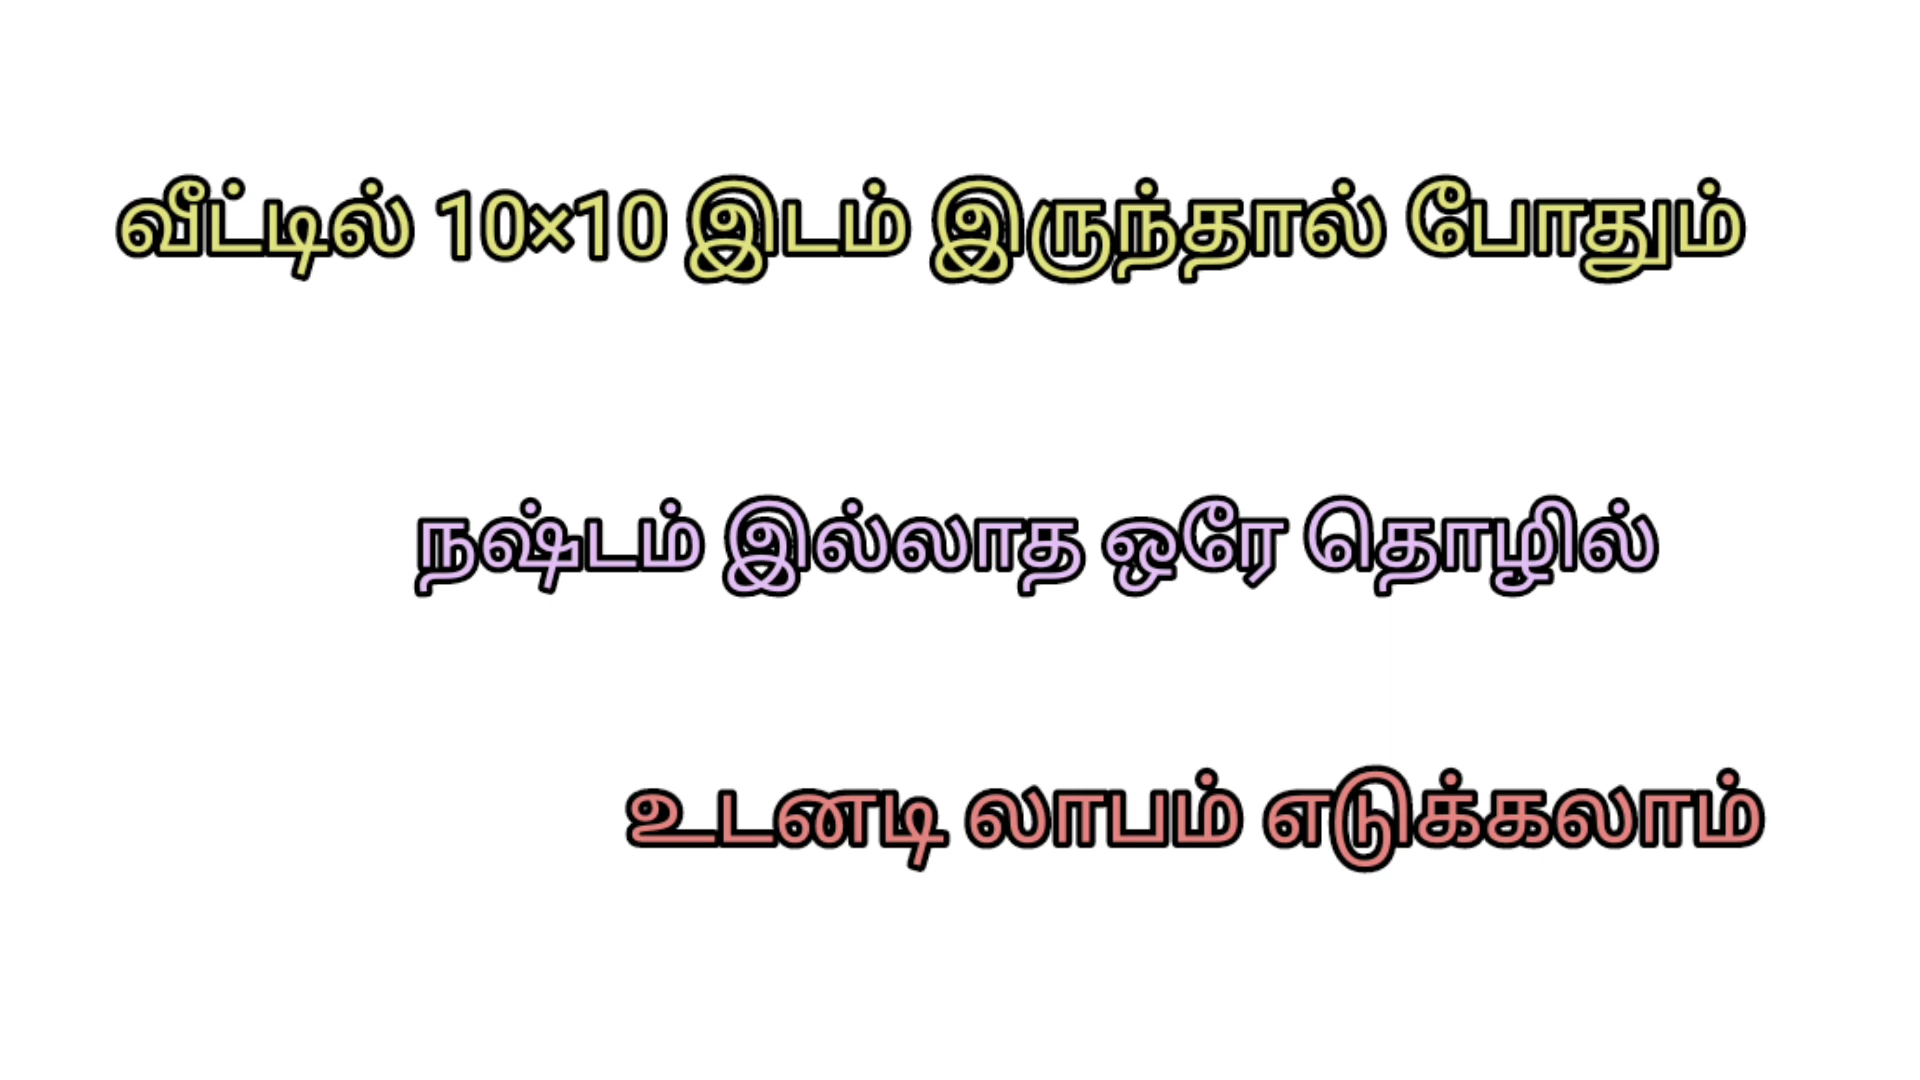 வீட்டில் 10×10 இடம் இருந்தால் போதும்
நஷ்டம் இல்லாத ஒரே தொழில்
உடனடி லாபம் எடுக்கலாம்